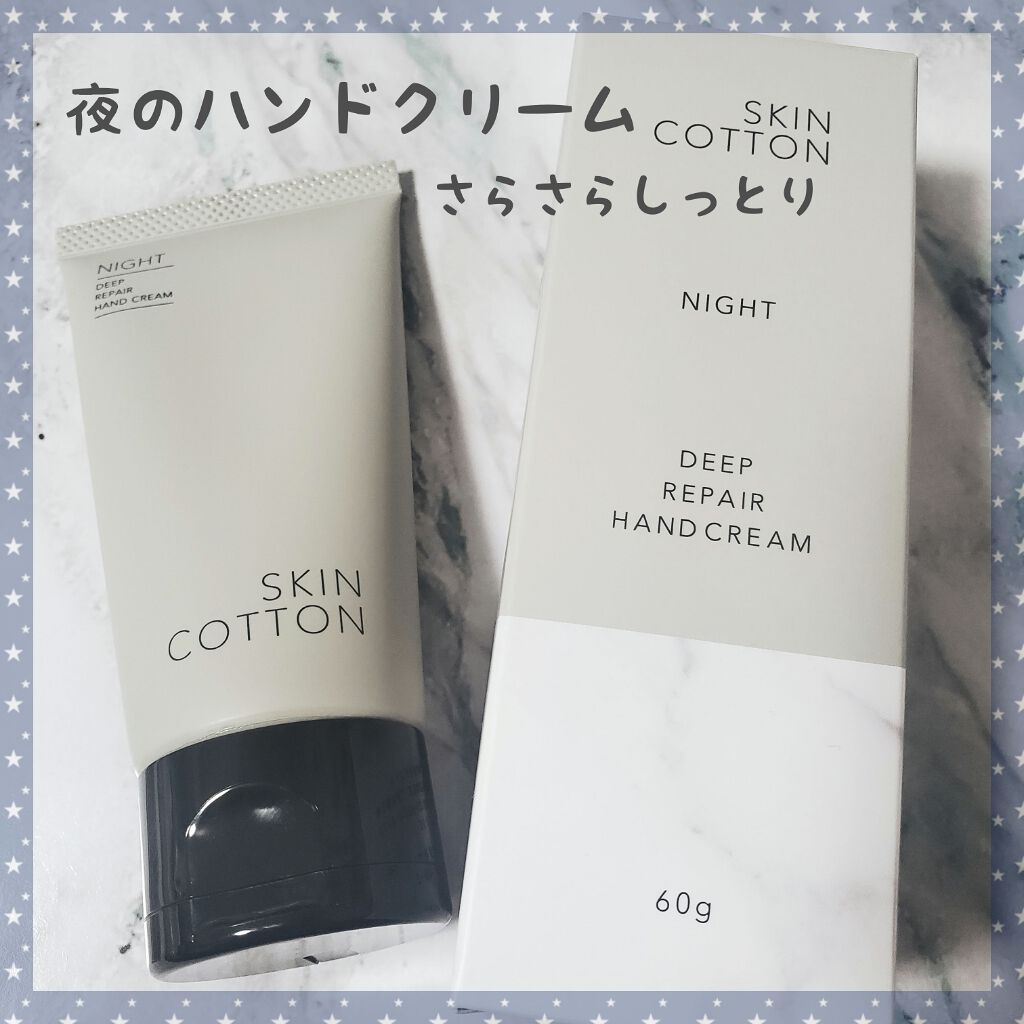 夜のハンドクリーム
さらさらしっとり
NIGHT
DEEP
REPAIR
HAND CREAM
SKIN
COTTON
SKIN
COTTON
NIGHT
DEEP
REPAIR
HAND CREAM
60g